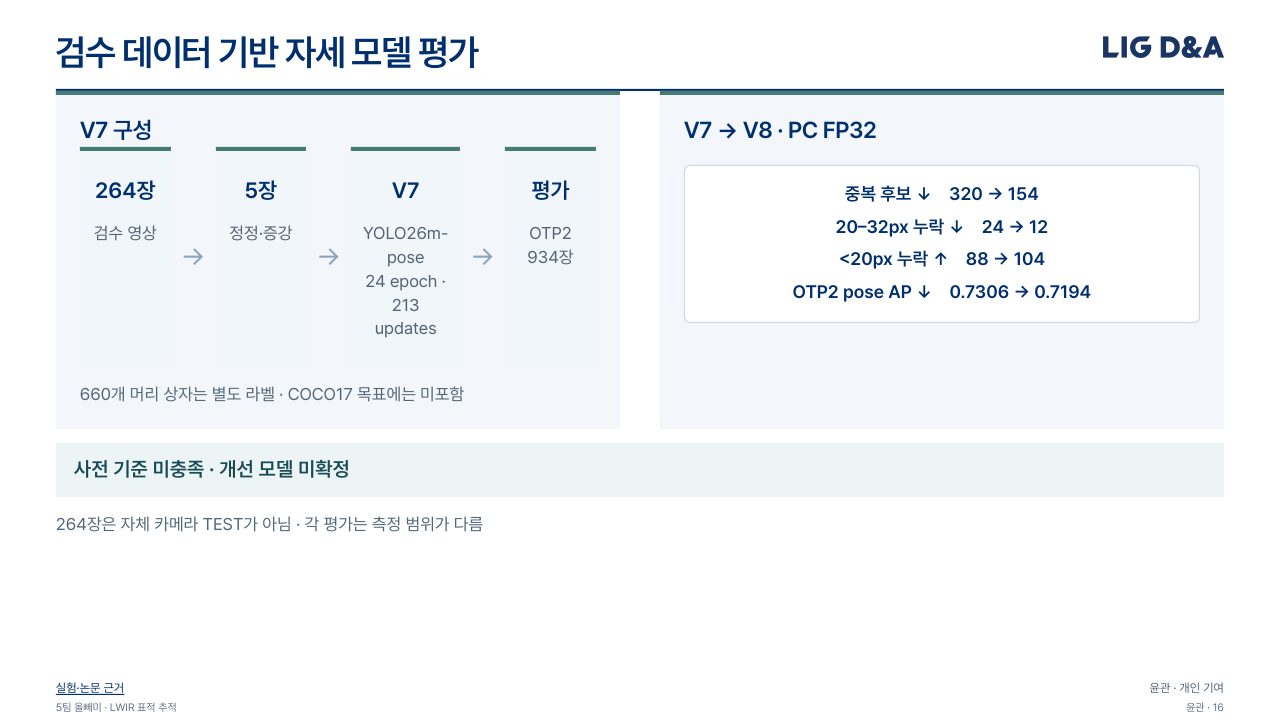 검수 데이터 기반 자세 모델 평가
LIG D&A
V7 구성
264장
검수 영상
→
5장
정정·증강
→
V7
YOLO26m-
pose
24 epoch ·
213
updates
→
평가
OTP2
934장
660개 머리 상자는 별도 라벨 · COCO17 목표에는 미포함
V7 → V8 · PC FP32
중복 후보 ↓ 320 → 154
20–32px 누락 ↓ 24 → 12
<20px 누락 ↑ 88 → 104
OTP2 pose AP ↓ 0.7306 → 0.7194
사전 기준 미충족 · 개선 모델 미확정
264장은 자체 카메라 TEST가 아님 · 각 평가는 측정 범위가 다름
실험·논문 근거
5팀 올빼미 · LWIR 표적 추적
윤관 · 개인 기여
윤관 · 16